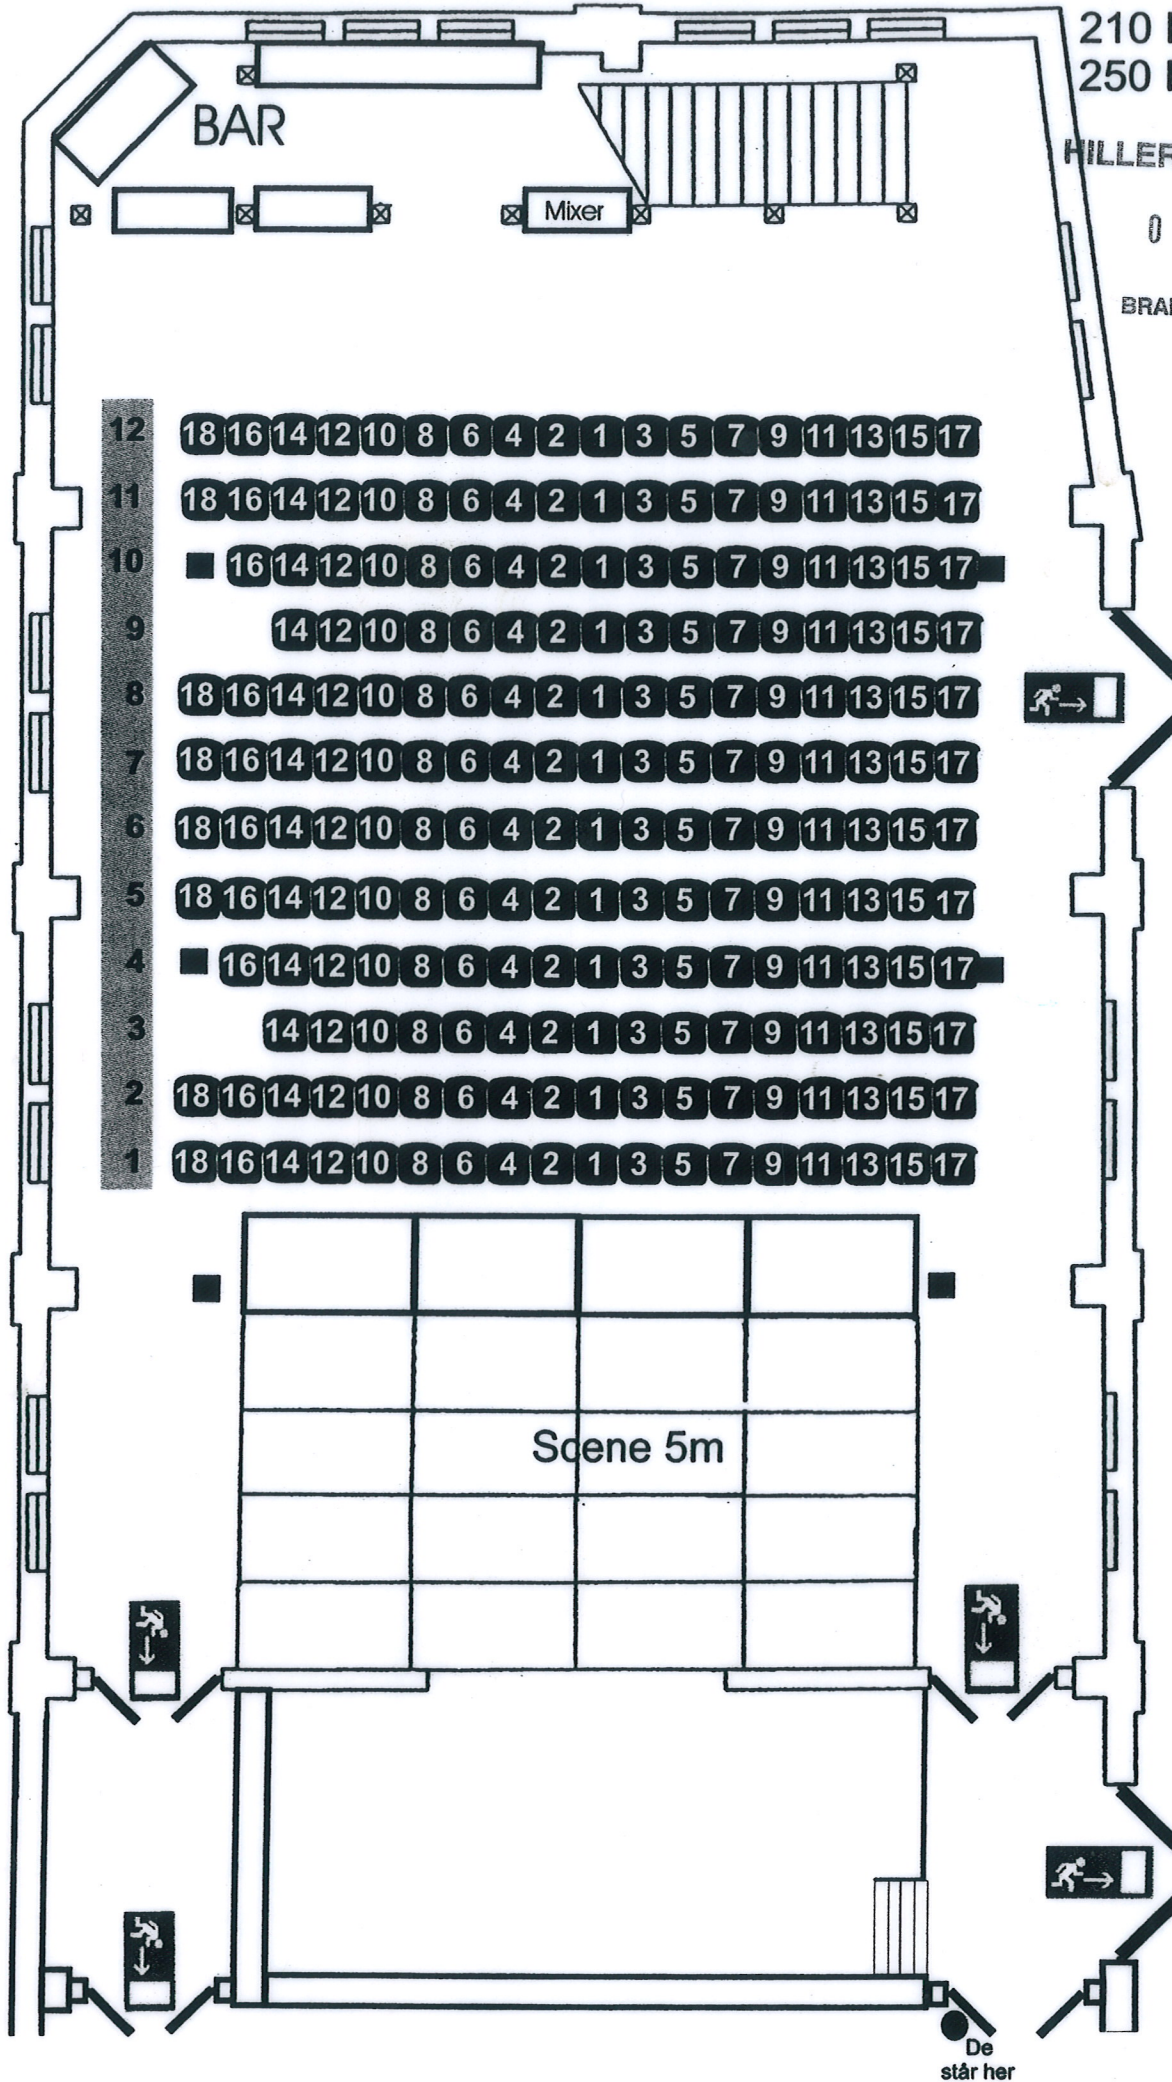 210
250
HILLER
0
BAR
Mixer
12 18 16 14 12 10 8 6 4 2 1 3 5 7 9 11 13 15 17
11 18 16 14 12 10 8 6 4 2 1 3 5 7 9 11 13 15 17
10 16 14 12 10 8 6 4 2 1 3 5 7 9 11 13 15 17
9 14 12 10 8 6 4 2 1 3 5 7 9 11 13 15 17
8 18 16 14 12 10 8 6 4 2 1 3 5 7 9 11 13 15 17
7 18 16 14 12 10 8 6 4 2 1 3 5 7 9 11 13 15 17
6 18 16 14 12 10 8 6 4 2 1 3 5 7 9 11 13 15 17
5 18 16 14 12 10 8 6 4 2 1 3 5 7 9 11 13 15 17
4 16 14 12 10 8 6 4 2 1 3 5 7 9 11 13 15 17
3 14 12 10 8 6 4 2 1 3 5 7 9 11 13 15 17
2 18 16 14 12 10 8 6 4 2 1 3 5 7 9 11 13 15 17
1 18 16 14 12 10 8 6 4 2 1 3 5 7 9 11 13 15 17
Scene 5m
De
står her